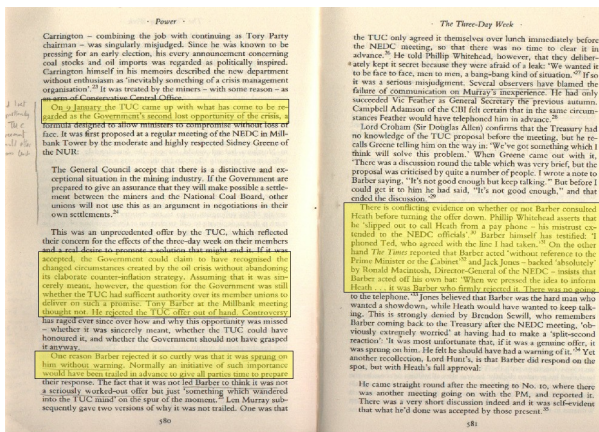 · Power ·
Carrington – combining the job with continuing as Tory Party
chairman – was singularly misjudged. Since he was known to be
pressing for an early election, his every announcement concerning
coal stocks and oil imports was regarded as politically inspired.
Carrington himself in his memoirs described the new department
without enthusiasm as 'inevitably something of a crisis management
organisation'.²³ It was treated by the miners – with some reason – as
an arm of Conservative Central Office.
On 9 January the TUC came up with what has come to be re-
garded as the Government's second lost opportunity of the crisis, a
formula designed to allow ministers to compromise without loss of
face. It was first proposed at a regular meeting of the NEDC in Mill-
bank Tower by the moderate and highly respected Sidney Greene of
the NUR:
The General Council accept that there is a distinctive and ex-
ceptional situation in the mining industry. If the Government are
prepared to give an assurance that they will make possible a settle-
ment between the miners and the National Coal Board, other
unions will not use this as an argument in negotiations in their
own settlements.²⁴
This was an unprecedented offer by the TUC, which reflected
their concern for the effects of the three-day week on their members
and a real desire to promote a solution that might end it. If it was
accepted, the Government could claim to have recognised the
changed circumstances created by the oil crisis without abandoning
its elaborate counter-inflation strategy. Assuming that it was sin-
cerely meant, however, the question for the Government was still
whether the TUC had sufficient authority over its member unions to
deliver on such a promise. Tony Barber at the Millbank meeting
thought not. He rejected the TUC offer out of hand. Controversy
has raged ever since over how and why this opportunity was missed
– whether it was sincerely meant, whether the TUC could have
honoured it, and whether the Government should not have grasped
it anyway.
One reason Barber rejected it so curtly was that it was sprung on
him without warning. Normally an initiative of such importance
would have been trailed in advance to give all parties time to prepare
their response. The fact that it was not led Barber to think it was not
a seriously worked-out offer but just 'something which wandered
into the TUC mind' on the spur of the moment.²⁵ Len Murray sub-
sequently gave two versions of why it was not trailed. One was that
380
· The Three-Day Week ·
the TUC only agreed it themselves over lunch immediately before
the NEDC meeting, so that there was no time to clear it in
advance.²⁶ He told Phillip Whitehead, however, that they deliber-
ately kept it secret because they were afraid of a leak: 'We wanted it
to be face to face, men to men, a bang-bang kind of situation.'²⁷ If so
it was a serious misjudgment. Several observers have blamed the
failure of communication on Murray's inexperience. He had only
succeeded Vic Feather as General Secretary the previous autumn.
Campbell Adamson of the CBI felt certain that in the same circum-
stances Feather would have telephoned him in advance.²⁸
Lord Croham (Sir Douglas Allen) confirms that the Treasury had
no knowledge of the TUC proposal before the meeting, but he re-
calls Greene telling him on the way in: 'We've got something which I
think will solve this problem.' When Greene came out with it,
'There was a discussion round the table which was very brief, but the
proposal was criticised by quite a number of people. I wrote a note to
Barber saying, "It's not good enough but keep talking." But before I
could get it to him he had said, "It's not good enough," and that
ended the discussion.'²⁹
There is conflicting evidence on whether or not Barber consulted
Heath before turning the offer down. Phillip Whitehead asserts that
he 'slipped out to call Heath from a pay phone – his mistrust ex-
tended to the NEDC officials'.³⁰ Barber himself has testified: 'I
phoned Ted, who agreed with the line I had taken.'³¹ On the other
hand The Times reported that Barber acted 'without reference to the
Prime Minister or the Cabinet'³² and Jack Jones – backed 'absolutely'
by Ronald Macintosh, Director-General of the NEDC – insists that
Barber acted off his own bat: 'When we pressed the idea to inform
Heath . . . it was Barber who firmly rejected it. There was no going
to the telephone.'³³ Jones believed that Barber was the hard man who
wanted a showdown, while Heath would have wanted to keep talk-
ing. This is strongly denied by Brendon Sewill, who remembers
Barber coming back to the Treasury after the NEDC meeting, 'ob-
viously extremely worried' at having had to make a 'split-second
reaction': 'It was most unfortunate that, if it was a genuine offer, it
was sprung on him. He felt he should have had a warning of it.'³⁴ Yet
another recollection, Lord Hunt's, is that Barber did respond on the
spot, but with Heath's full approval:
He came straight round after the meeting to No. 10, where there
was another meeting going on with the PM, and reported it.
There was a very short discussion indeed and it was self-evident
that what he'd done was accepted by those present.³⁵
381